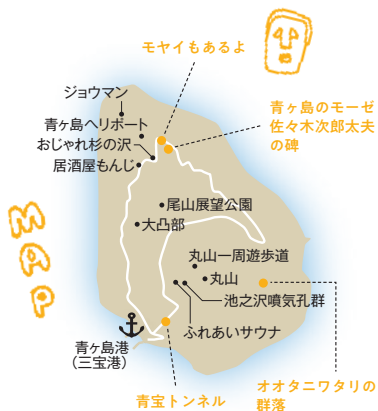 モヤイもあるよ
ジョウマン
青ヶ島のモーゼ
佐々木次郎太夫
の碑
青ヶ島ヘリポート
おじゃれ杉の沢
居酒屋もんじ
尾山展望公園
大凸部
MAP
丸山一周遊歩道
丸山
池之沢噴気孔群
ふれあいサウナ
青ヶ島港
(三宝港)
青宝トンネル
オオタニワタリの
群落